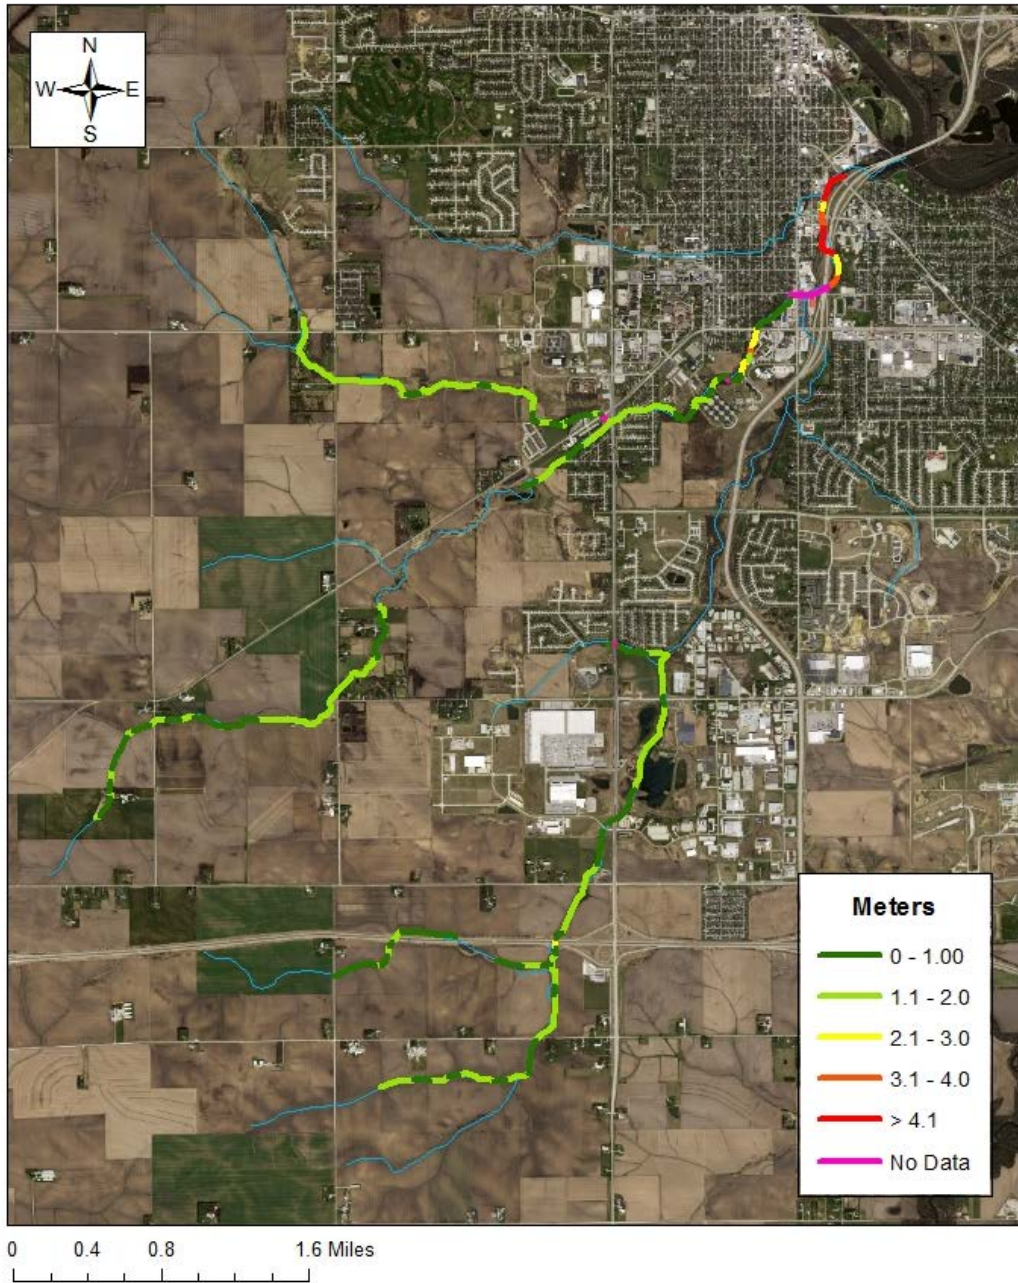 N
W E
S
Meters
0 - 1.00
1.1 - 2.0
2.1 - 3.0
3.1 - 4.0
> 4.1
No Data
0 0.4 0.8 1.6 Miles